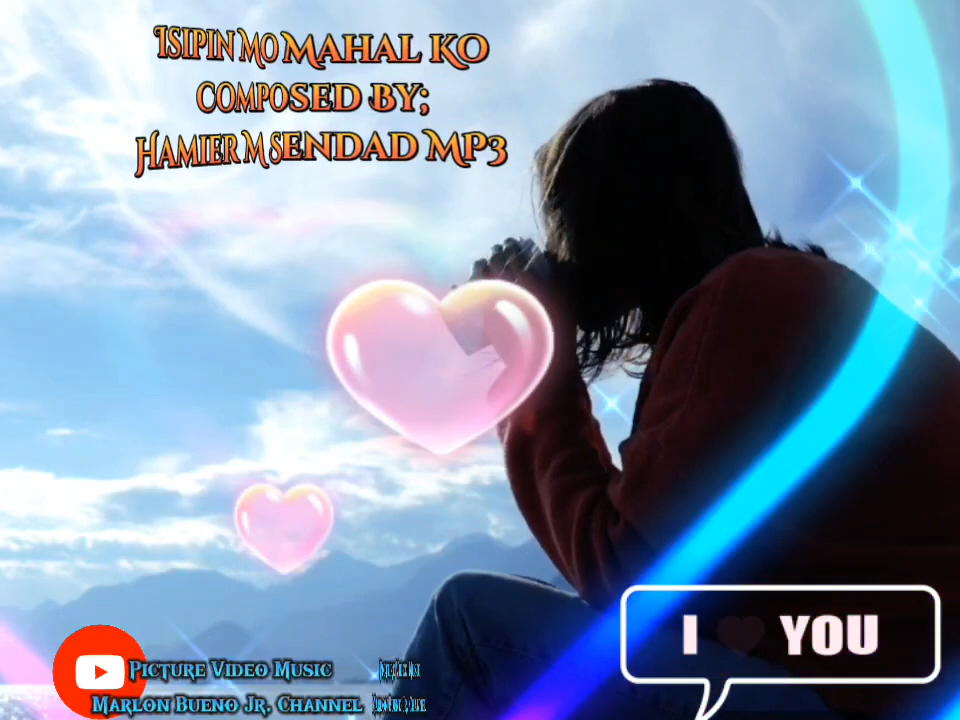 Isipin Mo Mahal Ko
Composed By;
Hamier M Sendad MP3
I YOU
Picture Video Music
Marlon Bueno Jr. Channel